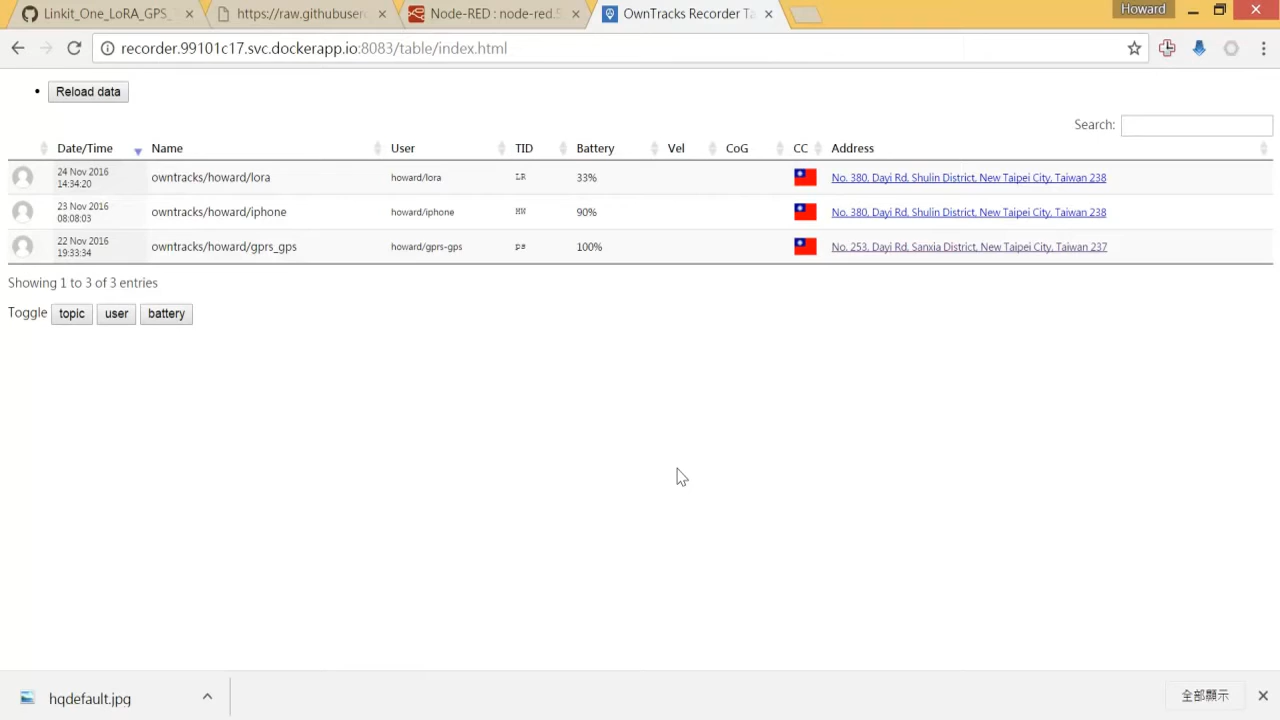 Linkit_One_LoRA_GPS_
https://raw.githubuserc
Node-RED : node-red.
OwnTracks Recorder Ta
Howard
recorder.99101c17.svc.dockerapp.io:8083/table/index.html
Reload data
Search:
Date/Time Name User TID Battery Vel CoG CC Address
24 Nov 2016
14:34:20
owntracks/howard/lora howard/lora LR 33% No. 380, Dayi Rd, Shulin District, New Taipei City, Taiwan 238
23 Nov 2016
08:08:03
owntracks/howard/iphone howard/iphone HW 90% No. 380, Dayi Rd, Shulin District, New Taipei City, Taiwan 238
22 Nov 2016
19:33:34
owntracks/howard/gprs_gps howard/gprs-gps ps 100% No. 253, Dayi Rd, Sanxia District, New Taipei City, Taiwan 237
Showing 1 to 3 of 3 entries
Toggle topic user battery
hqdefault.jpg
全部顯示